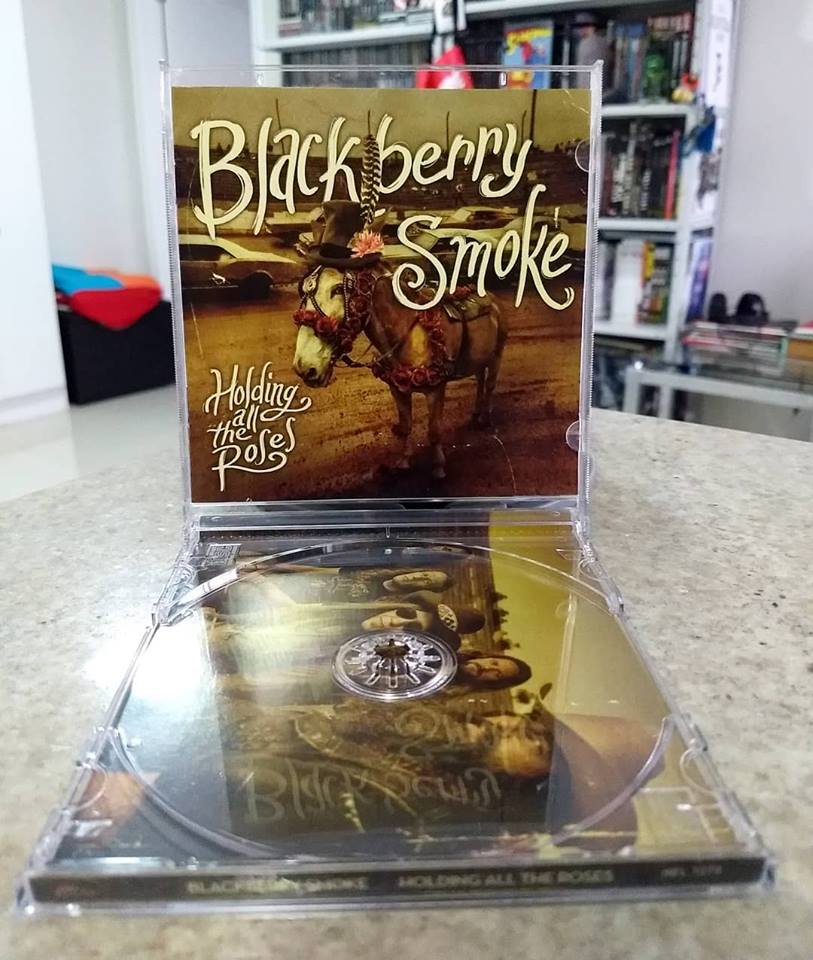 Blackberry
Smoke
Holding
all
the
Roses
BLACKBERRY SMOKE HOLDING ALL THE ROSES